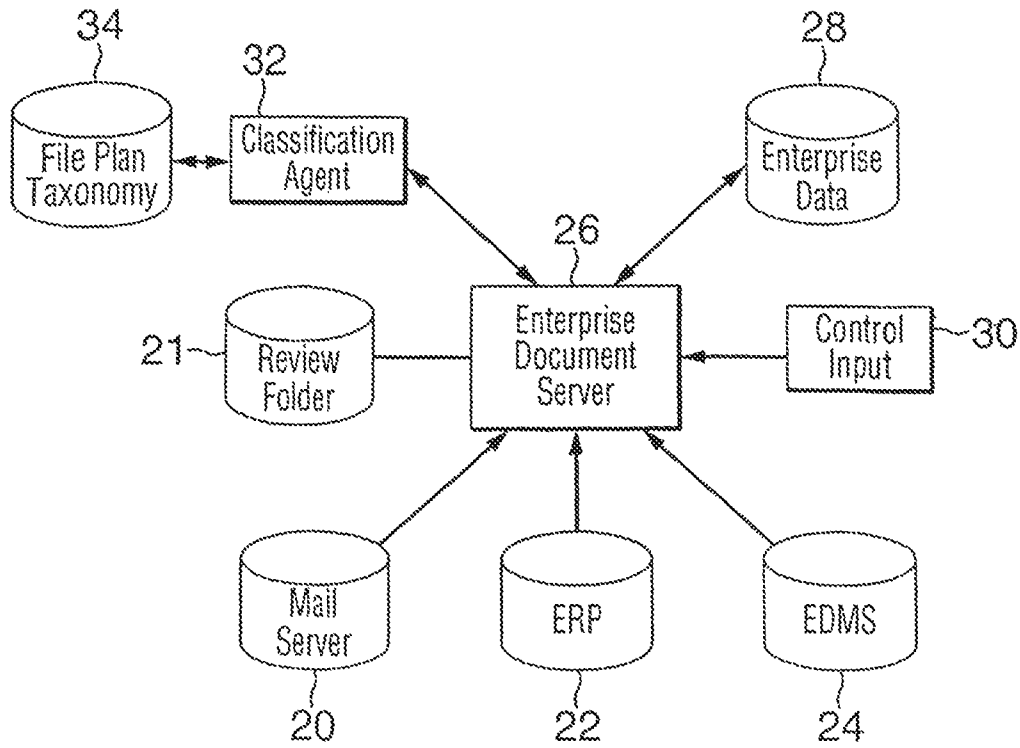 34
32
28
File Plan
Taxonomy
Classification
Agent
Enterprise
Data
26
21
Review
Folder
Enterprise
Document
Server
Control
Input
30
Mail
Server
ERP
EDMS
20
22
24